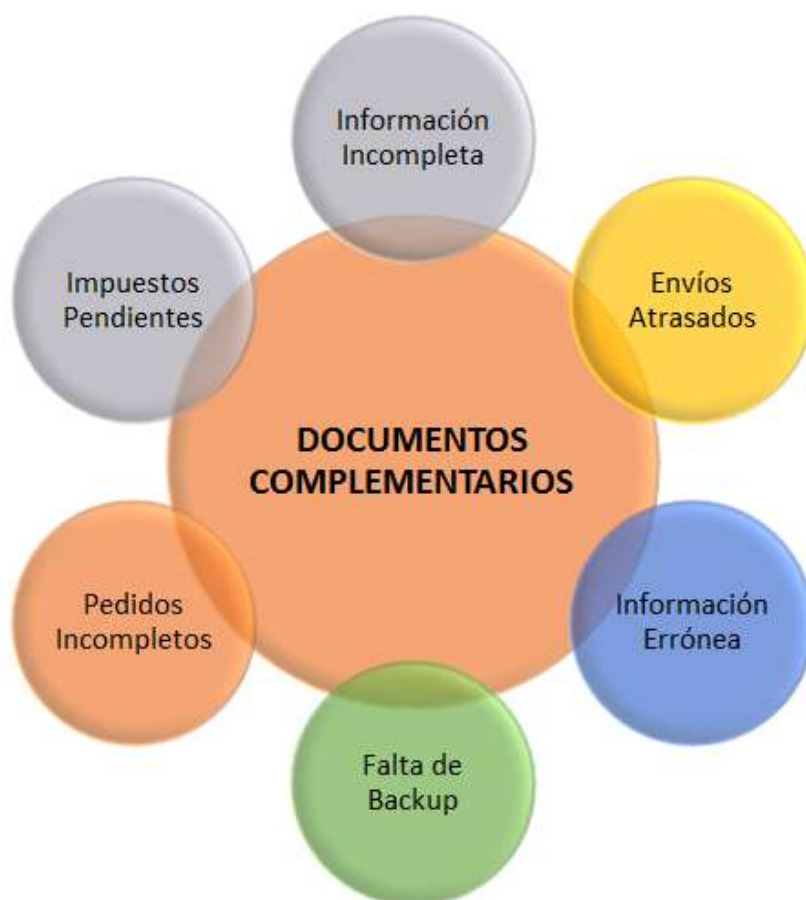 Información
Incompleta
Envíos
Atrasados
Información
Errónea
Falta de
Backup
Pedidos
Incompletos
Impuestos
Pendientes
DOCUMENTOS
COMPLEMENTARIOS